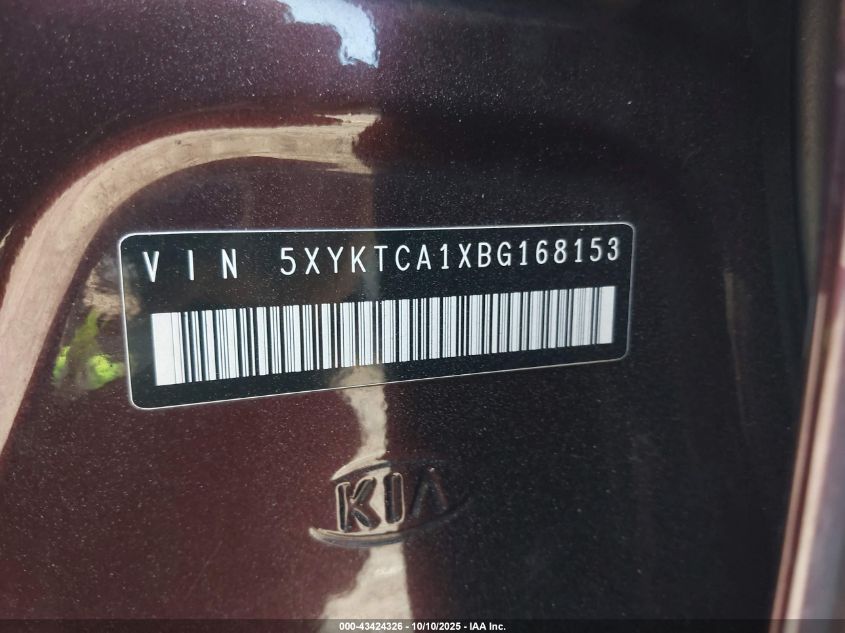 VIN 5XYKTCA1XBG168153
KIA
000-43424326 - 10/10/2025 - IAA Inc.